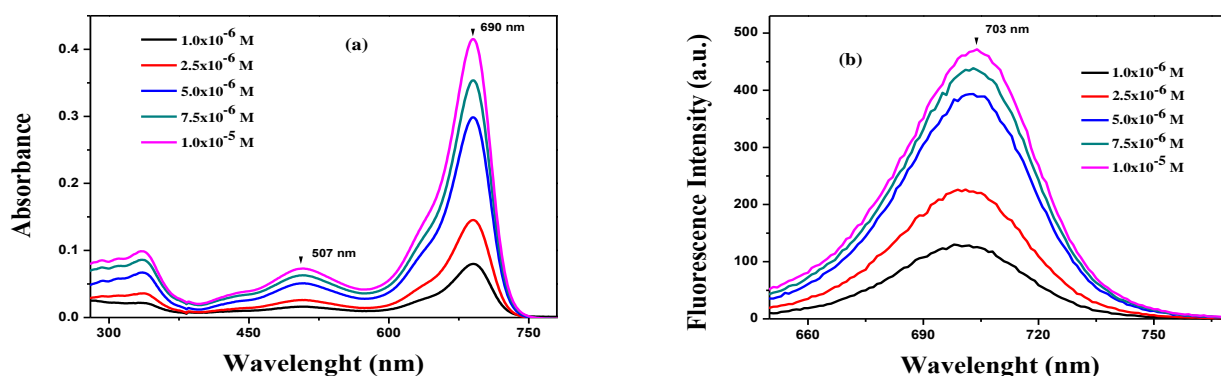 690 nm
0.4
1.0x10⁻⁶ M
(a)
2.5x10⁻⁶ M
5.0x10⁻⁶ M
0.3
7.5x10⁻⁶ M
1.0x10⁻⁵ M
Absorbance
0.2
0.1
507 nm
0.0
300
450
600
750
Wavelenght (nm)
500
703 nm
(b)
1.0x10⁻⁶ M
400
2.5x10⁻⁶ M
5.0x10⁻⁶ M
300
7.5x10⁻⁶ M
1.0x10⁻⁵ M
Fluorescence Intensity (a.u.)
200
100
0
660
690
720
750
Wavelenght (nm)